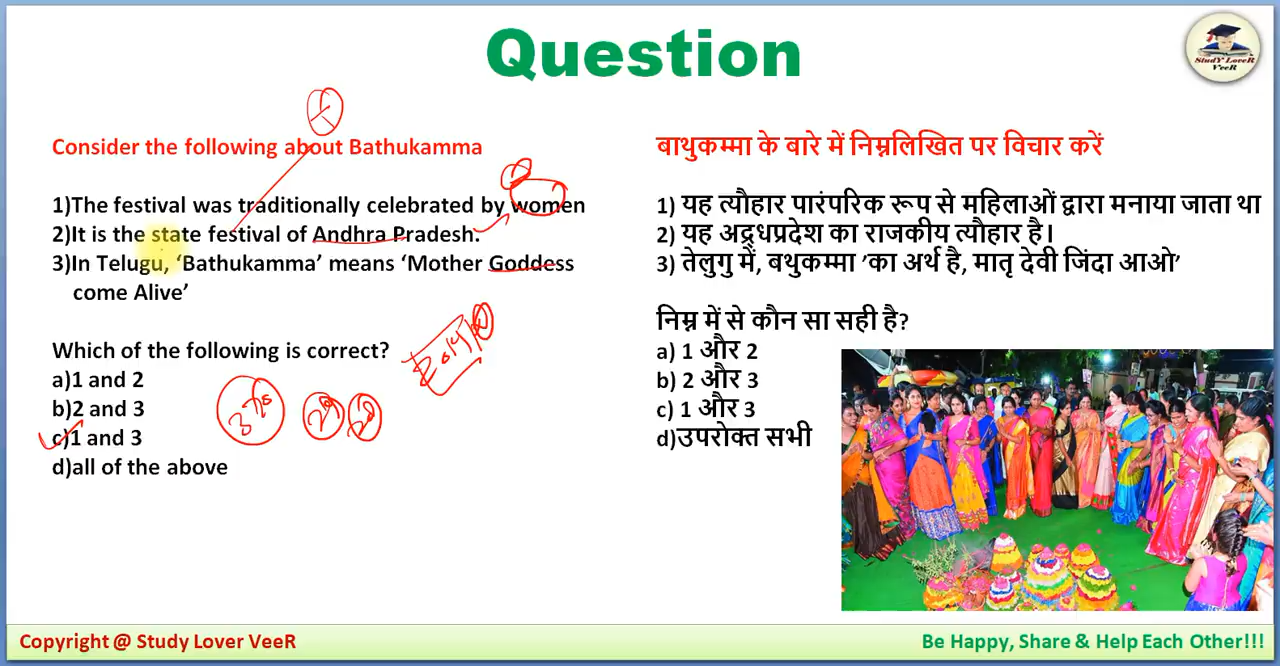 Question
StudY LoveR
VeeR
Consider the following about Bathukamma
1)The festival was traditionally celebrated by women
2)It is the state festival of Andhra Pradesh.
3)In Telugu, ‘Bathukamma’ means ‘Mother Goddess
come Alive’
Which of the following is correct?
a)1 and 2
b)2 and 3
c)1 and 3
d)all of the above
2014
बाथुकम्मा के बारे में निम्नलिखित पर विचार करें
1) यह त्यौहार पारंपरिक रूप से महिलाओं द्वारा मनाया जाता था
2) यह अद्र्धप्रदेश का राजकीय त्यौहार है।
3) तेलुगु में, बथुकम्मा ’का अर्थ है, मातृ देवी जिंदा आओ’
निम्न में से कौन सा सही है?
a) 1 और 2
b) 2 और 3
c) 1 और 3
d)उपरोक्त सभी
Copyright @ Study Lover VeeR
Be Happy, Share & Help Each Other!!!